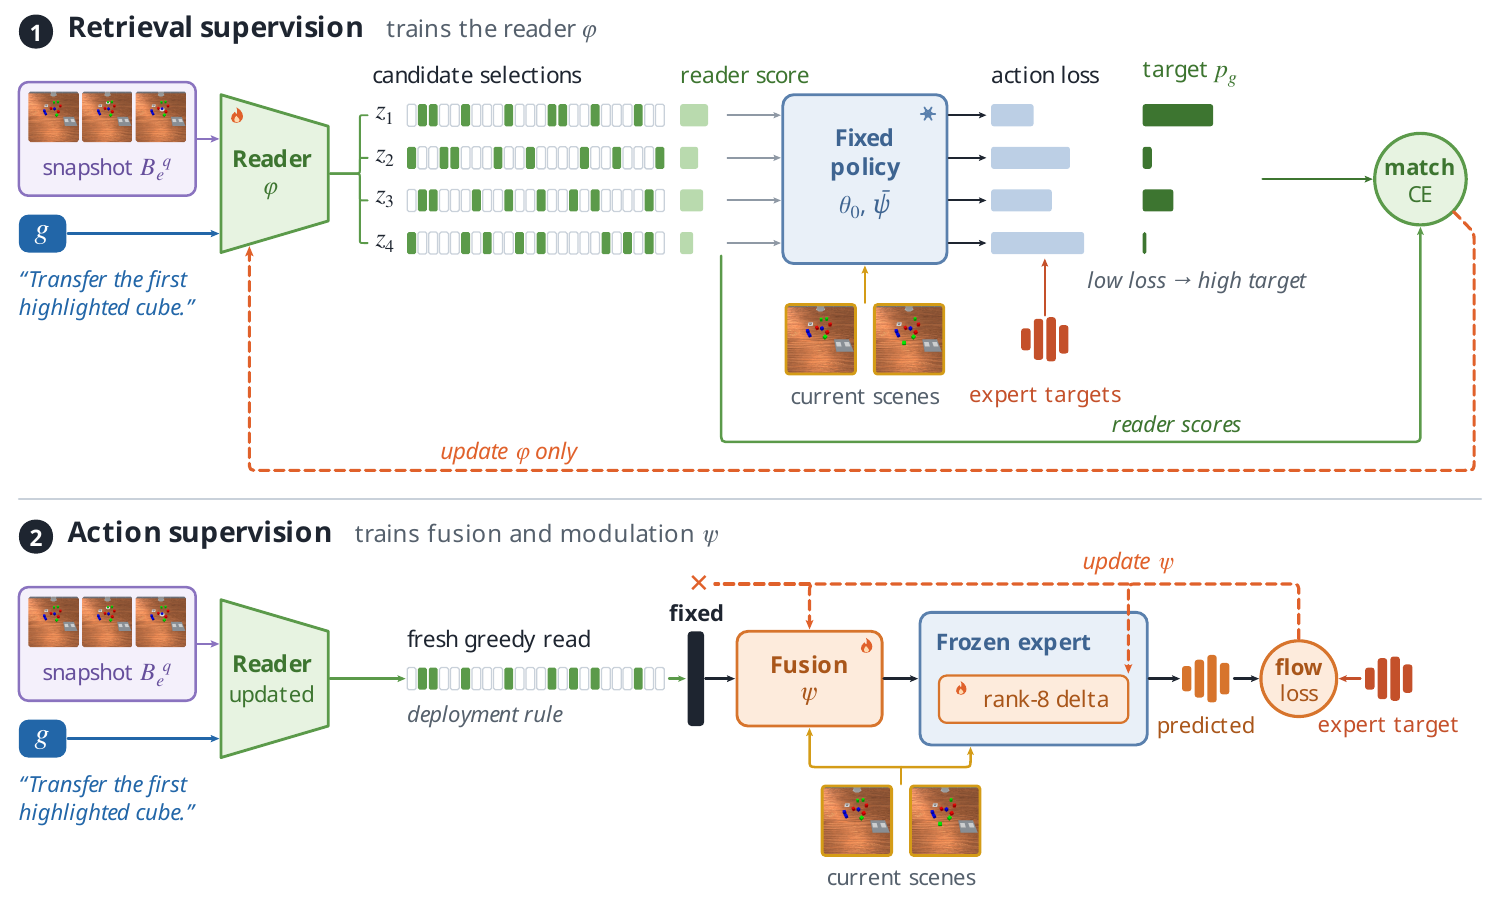 1 Retrieval supervision trains the reader φ
candidate selections reader score action loss target p_g
snapshot B_e^q
Reader
φ
g
“Transfer the first
highlighted cube.”
z₁
z₂
z₃
z₄
Fixed
policy
θ₀, ψ̄
match
CE
low loss → high target
current scenes
expert targets
reader scores
update φ only
2 Action supervision trains fusion and modulation ψ
update ψ
snapshot B_e^q
Reader
updated
g
“Transfer the first
highlighted cube.”
fresh greedy read
deployment rule
fixed
Fusion
ψ
Frozen expert
rank-8 delta
predicted
flow
loss
expert target
current scenes